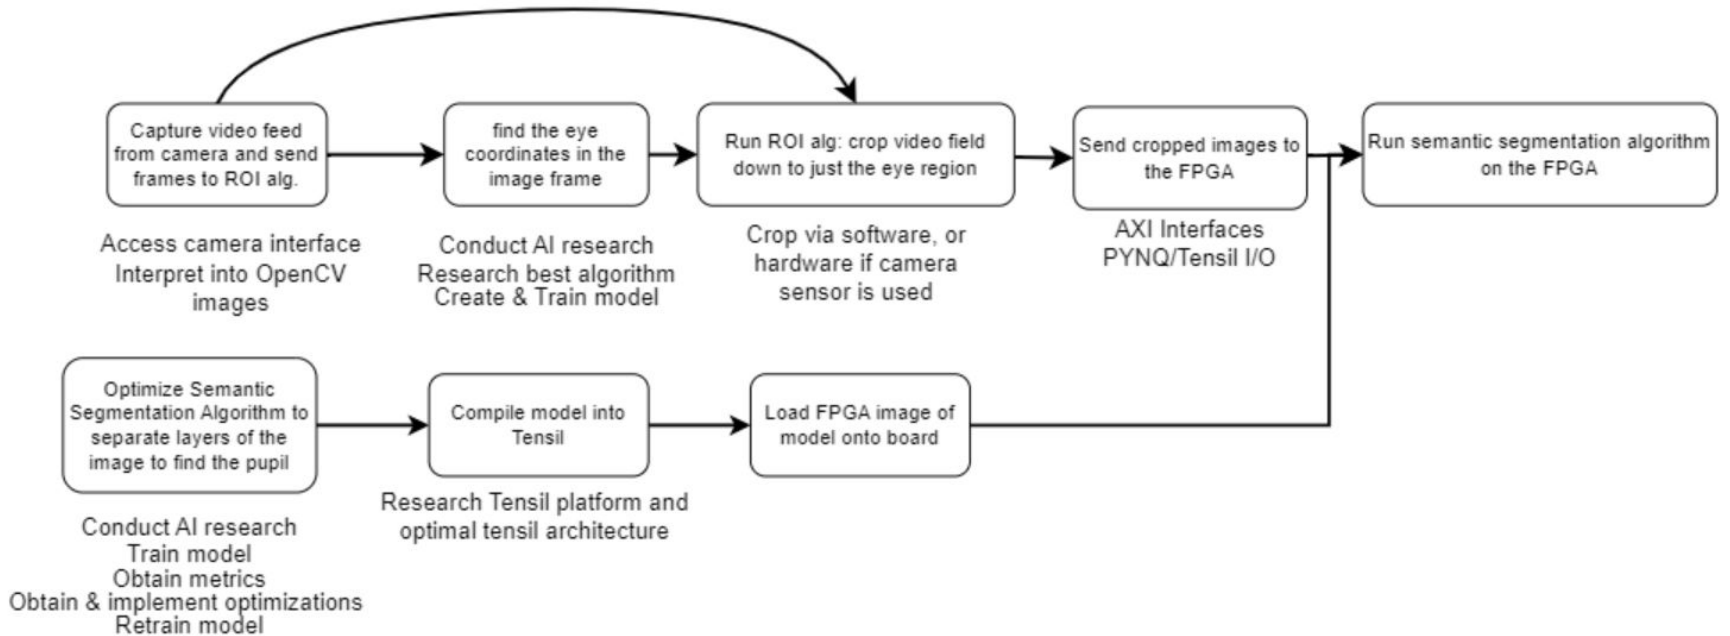 Capture video feed
from camera and send
frames to ROI alg.
find the eye
coordinates in the
image frame
Run ROI alg: crop video field
down to just the eye region
Send cropped images to
the FPGA
Run semantic segmentation algorithm
on the FPGA
Access camera interface
Interpret into OpenCV
images
Conduct AI research
Research best algorithm
Create & Train model
Crop via software, or
hardware if camera
sensor is used
AXI Interfaces
PYNQ/Tensil I/O
Optimize Semantic
Segmentation Algorithm to
separate layers of the
image to find the pupil
Compile model into
Tensil
Load FPGA image of
model onto board
Conduct AI research
Train model
Obtain metrics
Obtain & implement optimizations
Retrain model
Research Tensil platform and
optimal tensil architecture